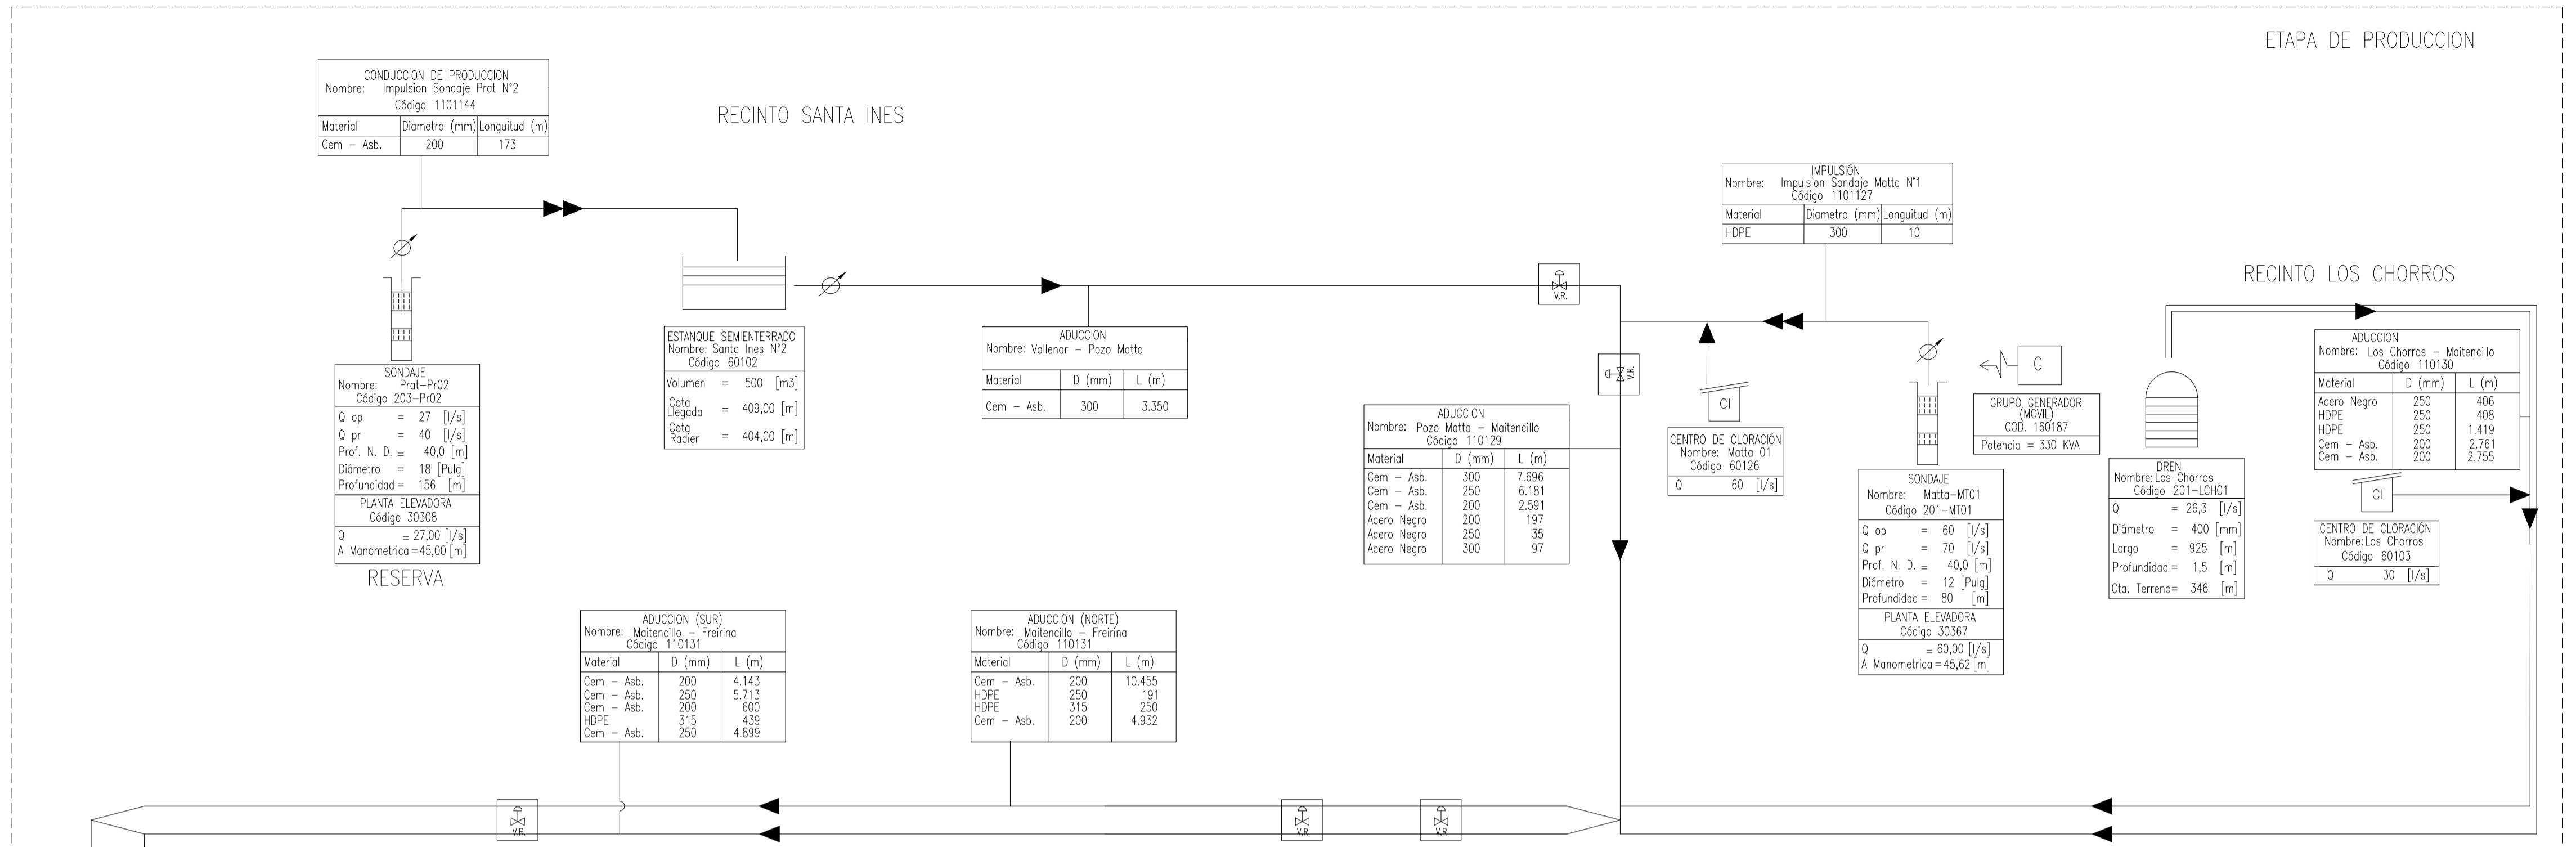 ETAPA DE PRODUCCION
CONDUCCION DE PRODUCCION
Nombre: Impulsion Sondaje Prat N°2
Código 1101144
Material Diametro (mm) Longuitud (m)
Cem - Asb. 200 173
RECINTO SANTA INES
IMPULSIÓN
Nombre: Impulsion Sondaje Matta N°1
Código 1101127
Material Diametro (mm) Longuitud (m)
HDPE 300 10
RECINTO LOS CHORROS
V.R.
V.R.
ESTANQUE SEMIENTERRADO
Nombre: Santa Ines N°2
Código 60102
Volumen = 500 [m3]
Cota Llegada = 409,00 [m]
Cota Radier = 404,00 [m]
ADUCCION
Nombre: Vallenar - Pozo Matta
Material D (mm) L (m)
Cem - Asb. 300 3.350
ADUCCION
Nombre: Los Chorros - Maitencillo
Código 110130
Material D (mm) L (m)
Acero Negro 250 406
HDPE 250 408
HDPE 250 1.419
Cem - Asb. 200 2.761
Cem - Asb. 200 2.755
G
GRUPO GENERADOR
(MOVIL)
COD. 160187
Potencia = 330 KVA
SONDAJE
Nombre: Prat-Pr02
Código 203-Pr02
Q op = 27 [l/s]
Q pr = 40 [l/s]
Prof. N. D. = 40,0 [m]
Diámetro = 18 [Pulg]
Profundidad = 156 [m]
PLANTA ELEVADORA
Código 30308
Q = 27,00 [l/s]
A Manometrica = 45,00 [m]
RESERVA
ADUCCION
Nombre: Pozo Matta - Maitencillo
Código 110129
Material D (mm) L (m)
Cem - Asb. 300 7.696
Cem - Asb. 250 6.181
Cem - Asb. 200 2.591
Acero Negro 200 197
Acero Negro 250 35
Acero Negro 300 97
Cl
CENTRO DE CLORACIÓN
Nombre: Matta 01
Código 60126
Q 60 [l/s]
SONDAJE
Nombre: Matta-MT01
Código 201-MT01
Q op = 60 [l/s]
Q pr = 70 [l/s]
Prof. N. D. = 40,0 [m]
Diámetro = 12 [Pulg]
Profundidad = 80 [m]
PLANTA ELEVADORA
Código 30367
Q = 60,00 [l/s]
A Manometrica = 45,62 [m]
DREN
Nombre: Los Chorros
Código 201-LCH01
Q = 26,3 [l/s]
Diámetro = 400 [mm]
Largo = 925 [m]
Profundidad = 1,5 [m]
Cta. Terreno= 346 [m]
Cl
CENTRO DE CLORACIÓN
Nombre: Los Chorros
Código 60103
Q 30 [l/s]
ADUCCION (SUR)
Nombre: Maitencillo - Freirina
Código 110131
Material D (mm) L (m)
Cem - Asb. 200 4.143
Cem - Asb. 250 5.713
Cem - Asb. 200 600
HDPE 315 439
Cem - Asb. 250 4.899
ADUCCION (NORTE)
Nombre: Maitencillo - Freirina
Código 110131
Material D (mm) L (m)
Cem - Asb. 200 10.455
HDPE 250 191
HDPE 315 250
Cem - Asb. 200 4.932
V.R.
V.R.
V.R.